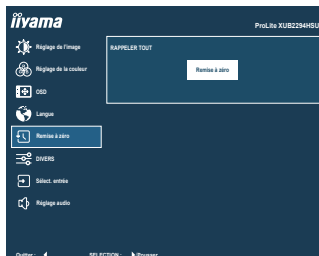 iiyama
ProLite XUB2294HSU
Réglage de l'image
RAPPELER TOUT
Remise à zéro
Réglage de la couleur
OSD
Langue
Remise à zéro
DIVERS
Sélect. entrée
Réglage audio
Quitter :
SELECTION :
Pousser